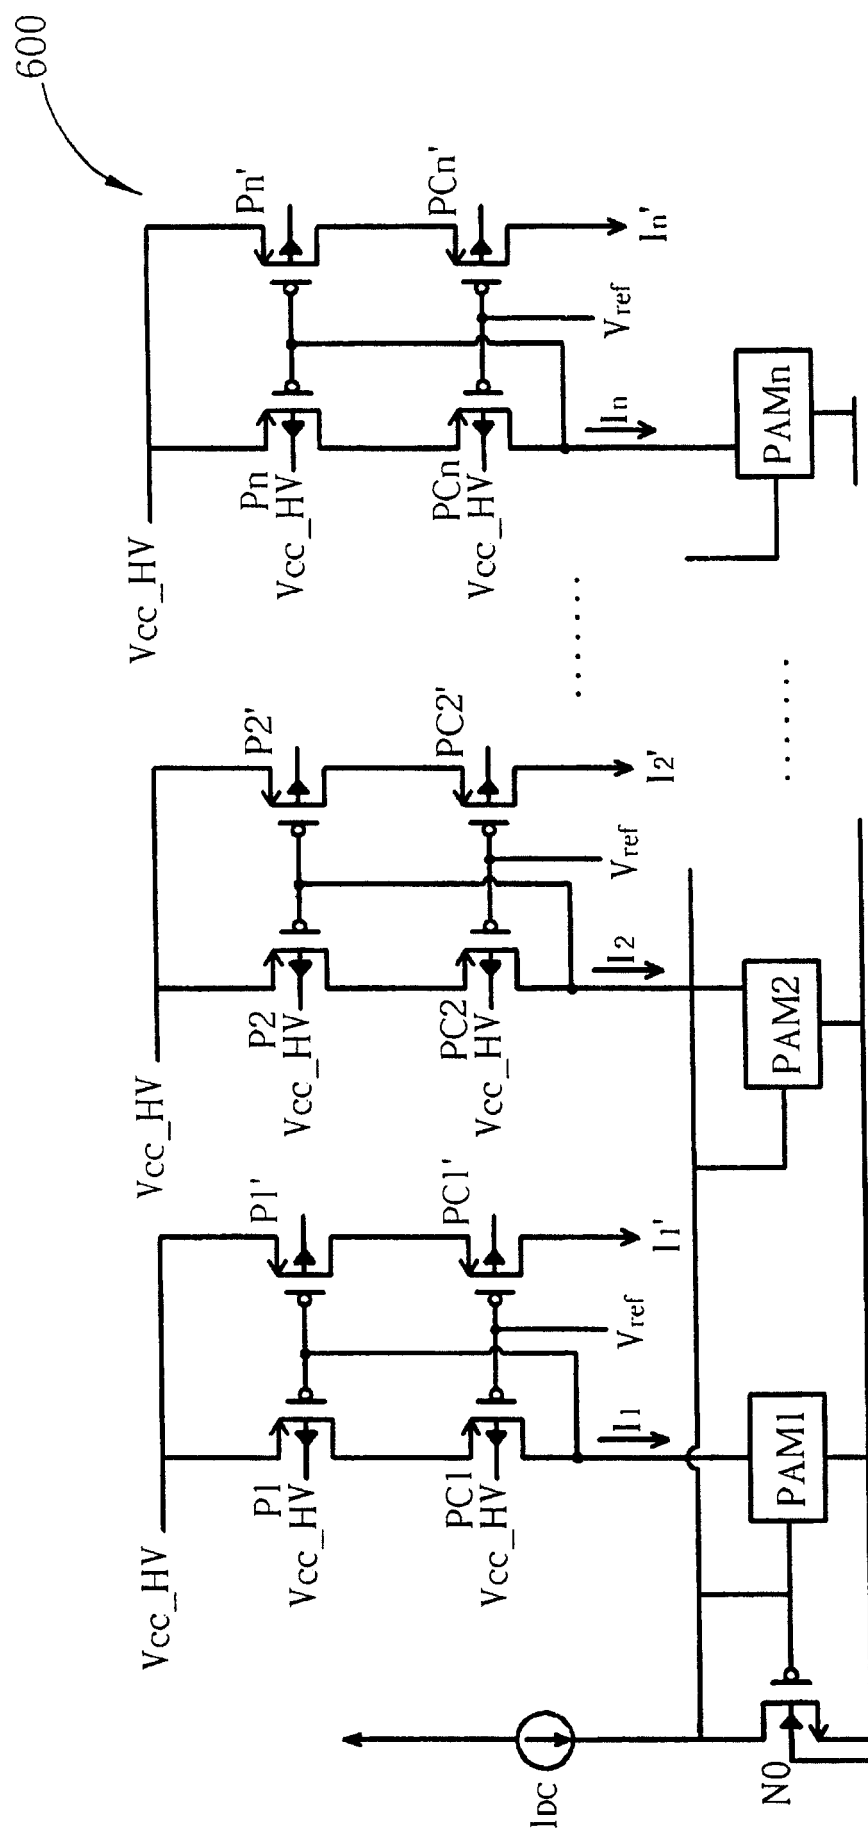 600
Vcc_HV
P1
Vcc_HV
P1'
PC1
Vcc_HV
PC1'
Vref
I1
I1'
PAM1
IDC
N0
Vcc_HV
P2
Vcc_HV
P2'
PC2
Vcc_HV
PC2'
Vref
I2
I2'
PAM2
.......
.......
Vcc_HV
Pn
Vcc_HV
Pn'
PCn
Vcc_HV
PCn'
Vref
In
In'
PAMn